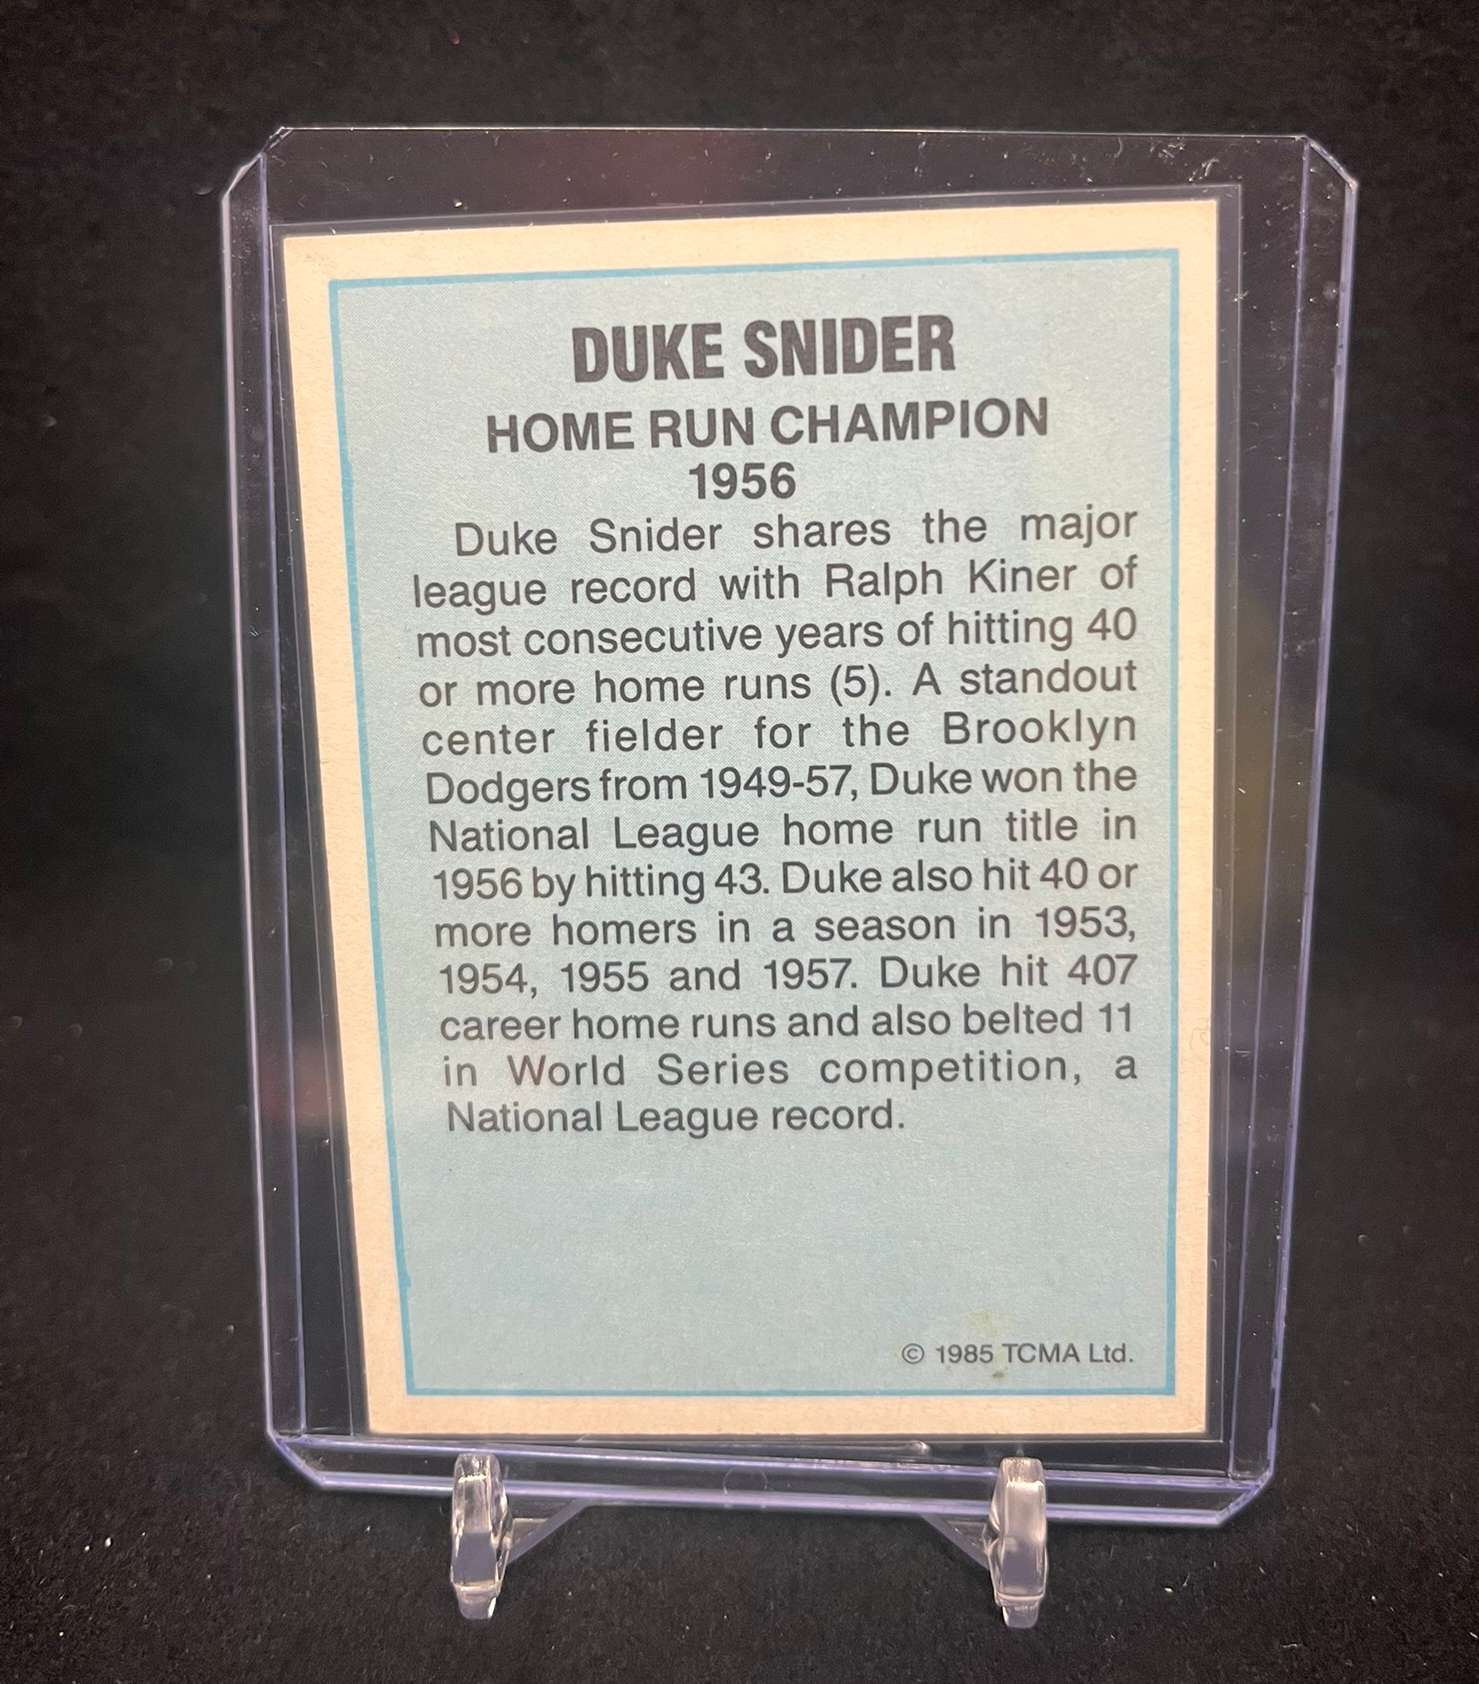 DUKE SNIDER
HOME RUN CHAMPION
1956
Duke Snider shares the major
league record with Ralph Kiner of
most consecutive years of hitting 40
or more home runs (5). A standout
center fielder for the Brooklyn
Dodgers from 1949-57, Duke won the
National League home run title in
1956 by hitting 43. Duke also hit 40 or
more homers in a season in 1953,
1954, 1955 and 1957. Duke hit 407
career home runs and also belted 11
in World Series competition, a
National League record.
© 1985 TCMA Ltd.